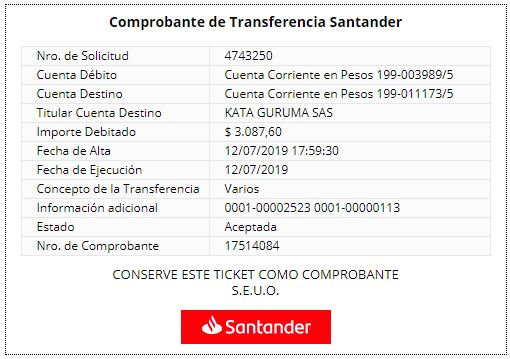 Comprobante de Transferencia Santander
Nro. de Solicitud 4743250
Cuenta Débito Cuenta Corriente en Pesos 199-003989/5
Cuenta Destino Cuenta Corriente en Pesos 199-011173/5
Titular Cuenta Destino KATA GURUMA SAS
Importe Debitado $ 3.087,60
Fecha de Alta 12/07/2019 17:59:30
Fecha de Ejecución 12/07/2019
Concepto de la Transferencia Varios
Información adicional 0001-00002523 0001-00000113
Estado Aceptada
Nro. de Comprobante 17514084
CONSERVE ESTE TICKET COMO COMPROBANTE
S.E.U.O.
Santander